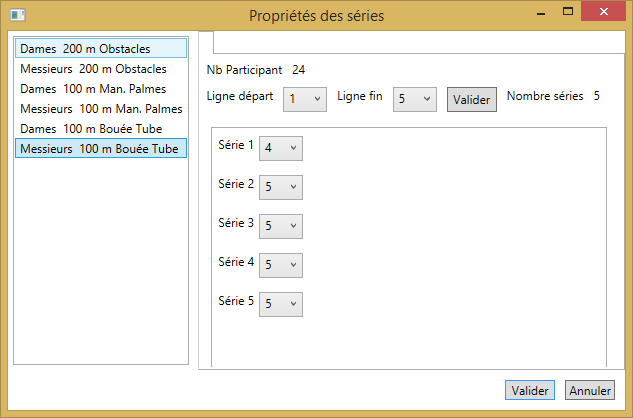 Propriétés des séries
Dames 200 m Obstacles
Messieurs 200 m Obstacles
Dames 100 m Man. Palmes
Messieurs 100 m Man. Palmes
Dames 100 m Bouée Tube
Messieurs 100 m Bouée Tube
Nb Participant 24
Ligne départ 1 Ligne fin 5 Valider Nombre séries 5
Série 1 4
Série 2 5
Série 3 5
Série 4 5
Série 5 5
Valider Annuler